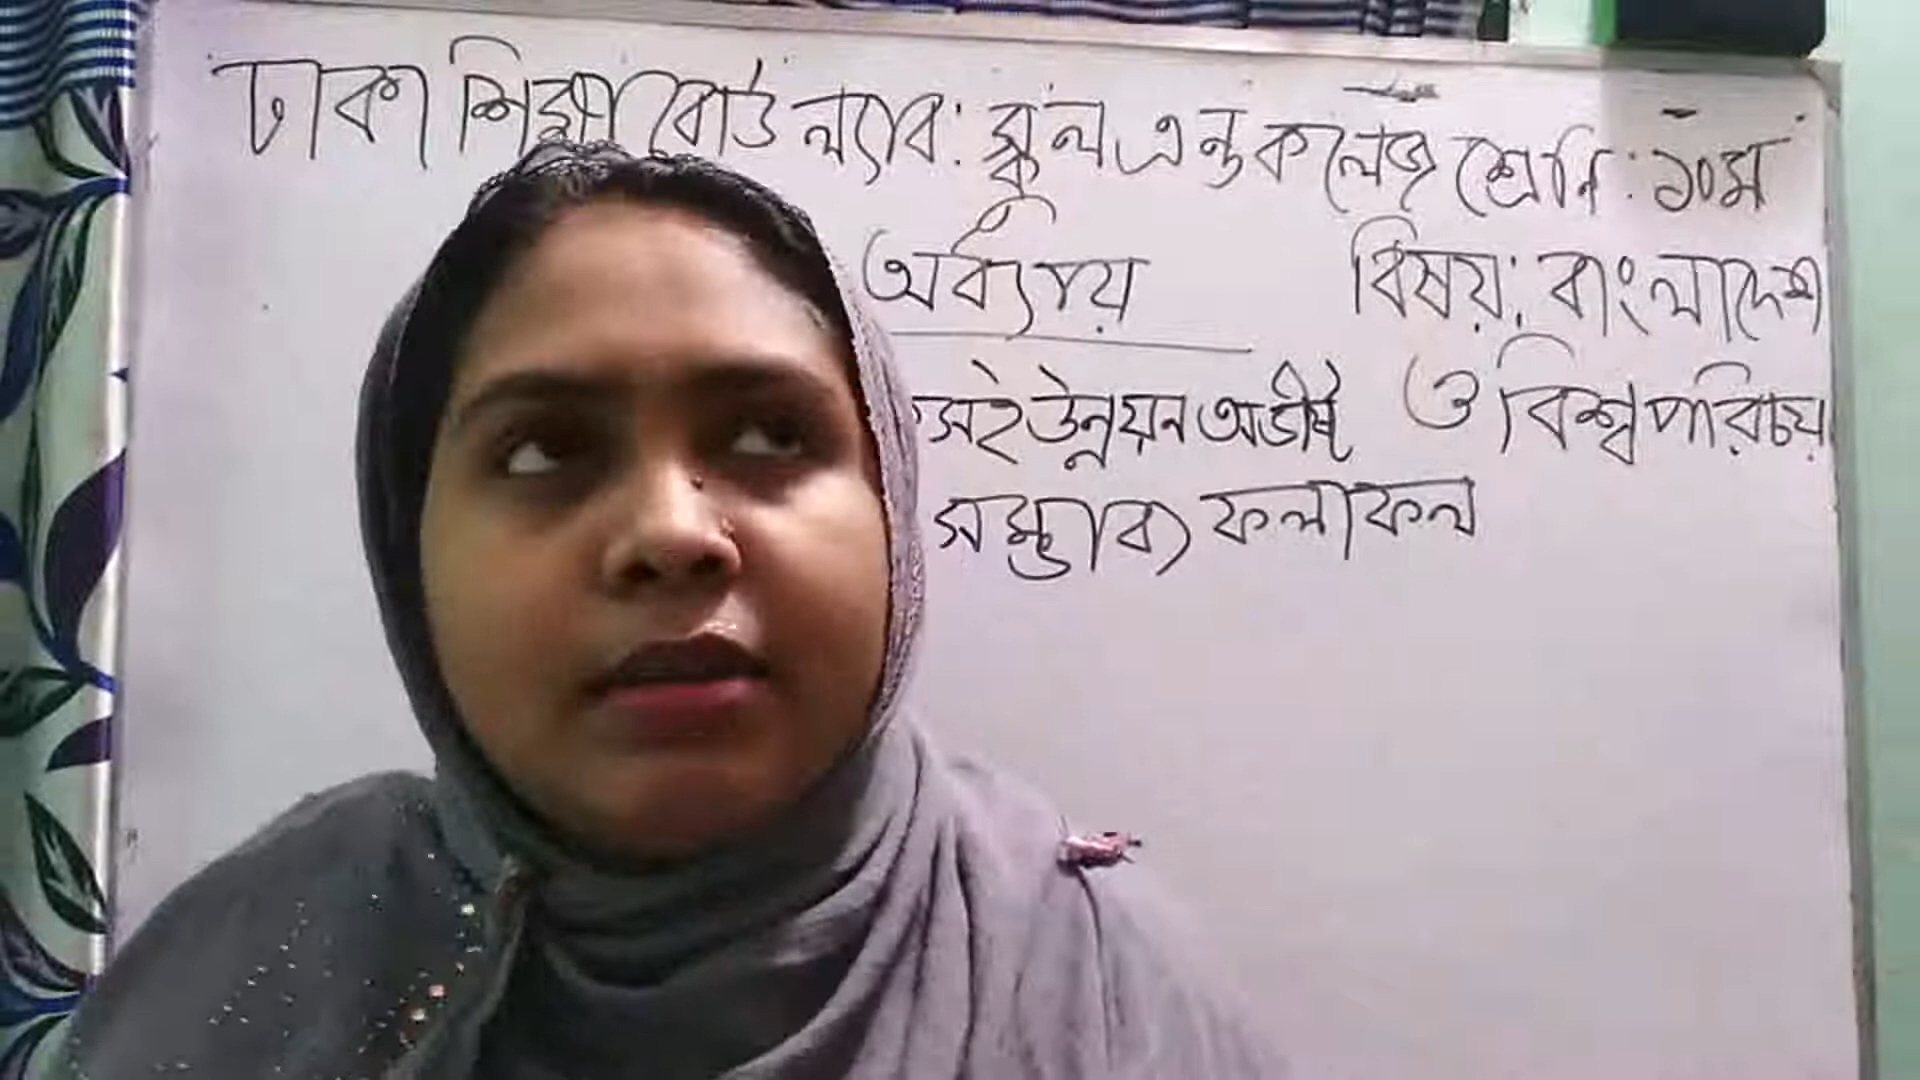 ঢাকা শিক্ষা বোর্ড ল্যাব: স্কুল এন্ড কলেজ শ্রেনি: ১০ম
অধ্যায় বিষয়: বাংলাদেশ
উন্নয়ন অভীষ্ট ও বিশ্বপরিচয়
সম্ভাব্য ফলাফল